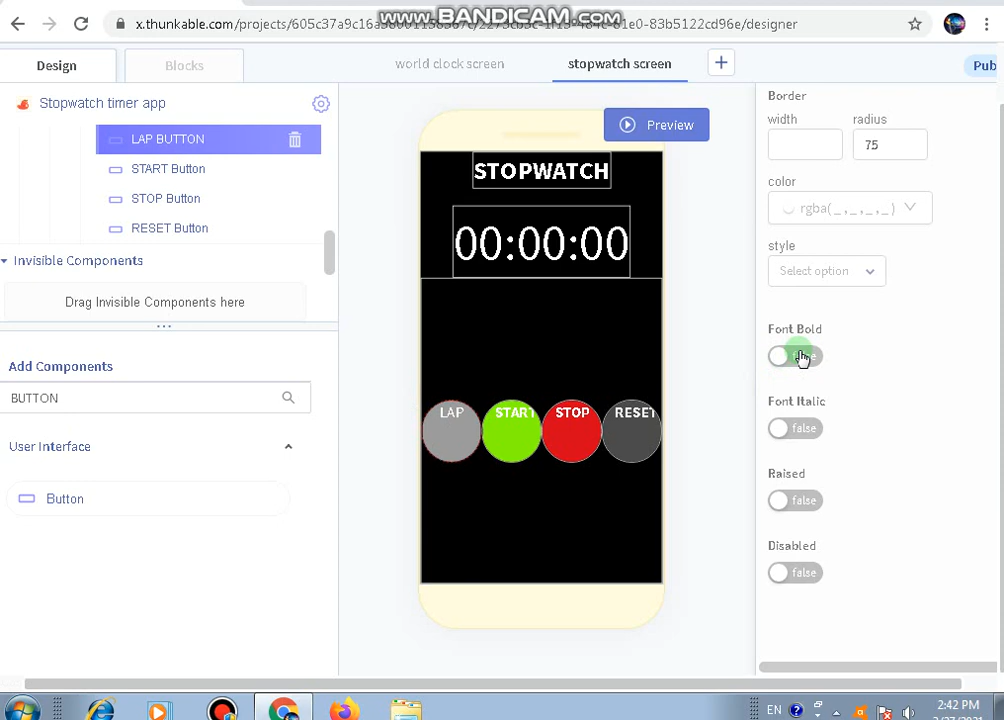 www.BANDICAM.com
x.thunkable.com/projects/
designer
Design
Blocks
world clock screen
stopwatch screen
+
Pub
Stopwatch timer app
LAP BUTTON
START Button
STOP Button
RESET Button
Invisible Components
Drag Invisible Components here
Add Components
BUTTON
User Interface
Button
Preview
STOPWATCH
00:00:00
LAP
START
STOP
RESET
Border
width
radius
75
color
rgba(_,_,_,_)
style
Select option
Font Bold
Font Italic
false
Raised
false
Disabled
false
EN
2:42 PM